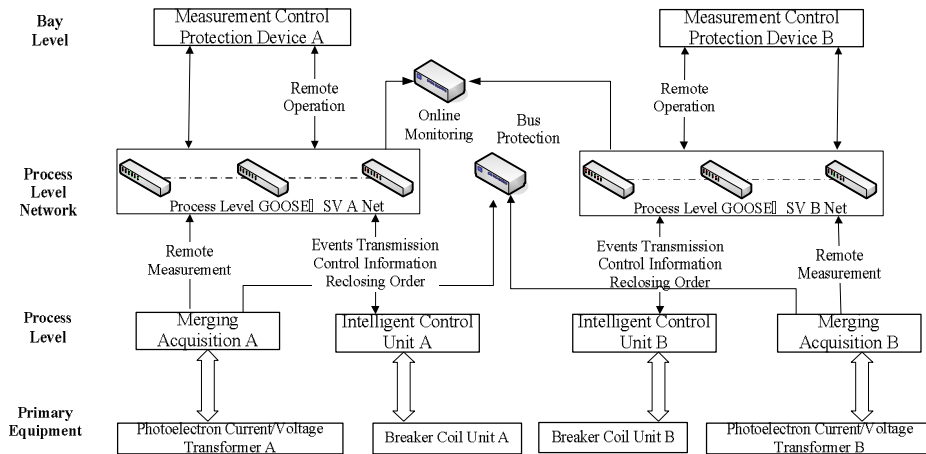 Bay
Level
Measurement Control
Protection Device A
Measurement Control
Protection Device B
Remote
Operation
Online
Monitoring
Bus
Protection
Remote
Operation
Process
Level
Network
Process Level GOOSE▯ SV A Net
Process Level GOOSE▯ SV B Net
Remote
Measurement
Events Transmission
Control Information
Reclosing Order
Events Transmission
Control Information
Reclosing Order
Remote
Measurement
Process
Level
Merging
Acquisition A
Intelligent Control
Unit A
Intelligent Control
Unit B
Merging
Acquisition B
Primary
Equipment
Photoelectron Current/Voltage
Transformer A
Breaker Coil Unit A
Breaker Coil Unit B
Photoelectron Current/Voltage
Transformer B